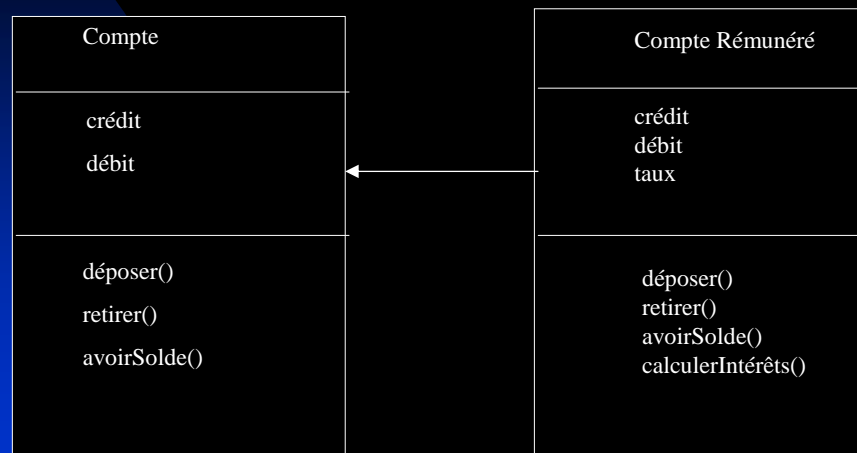 Compte
crédit
débit
déposer()
retirer()
avoirSolde()
Compte Rémunéré
crédit
débit
taux
déposer()
retirer()
avoirSolde()
calculerIntérêts()